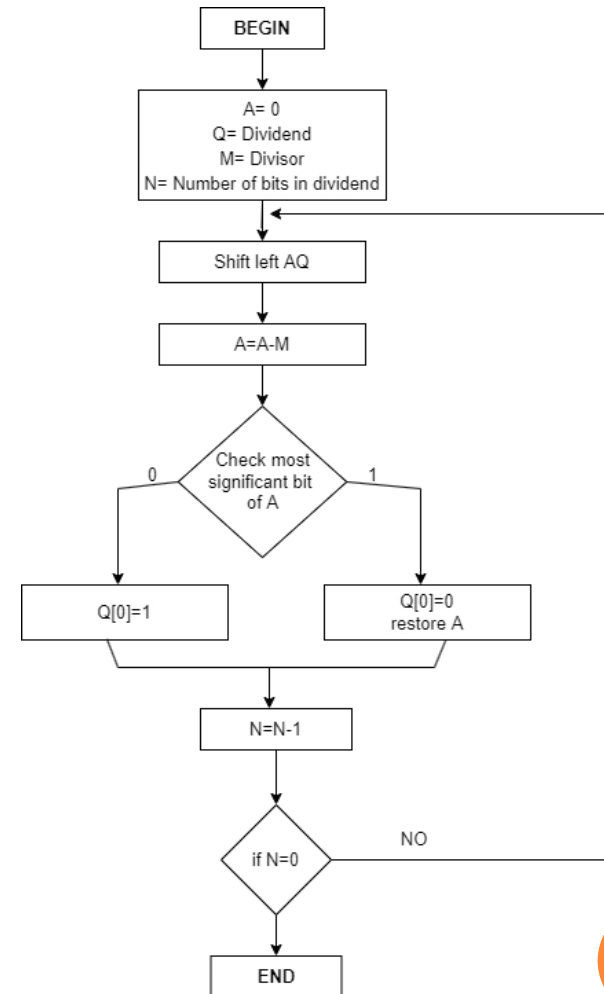 BEGIN
A= 0
Q= Dividend
M= Divisor
N= Number of bits in dividend
Shift left AQ
A=A-M
Check most
significant bit
of A
0
1
Q[0]=1
Q[0]=0
restore A
N=N-1
if N=0
NO
END